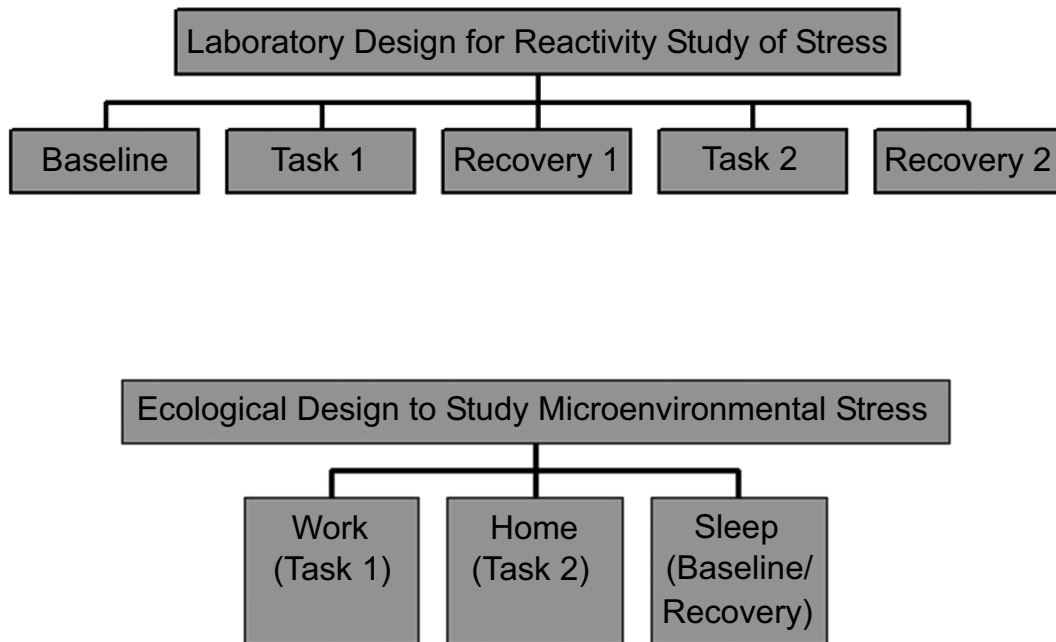 Laboratory Design for Reactivity Study of Stress
Baseline
Task 1
Recovery 1
Task 2
Recovery 2
Ecological Design to Study Microenvironmental Stress
Work
(Task 1)
Home
(Task 2)
Sleep
(Baseline/
Recovery)